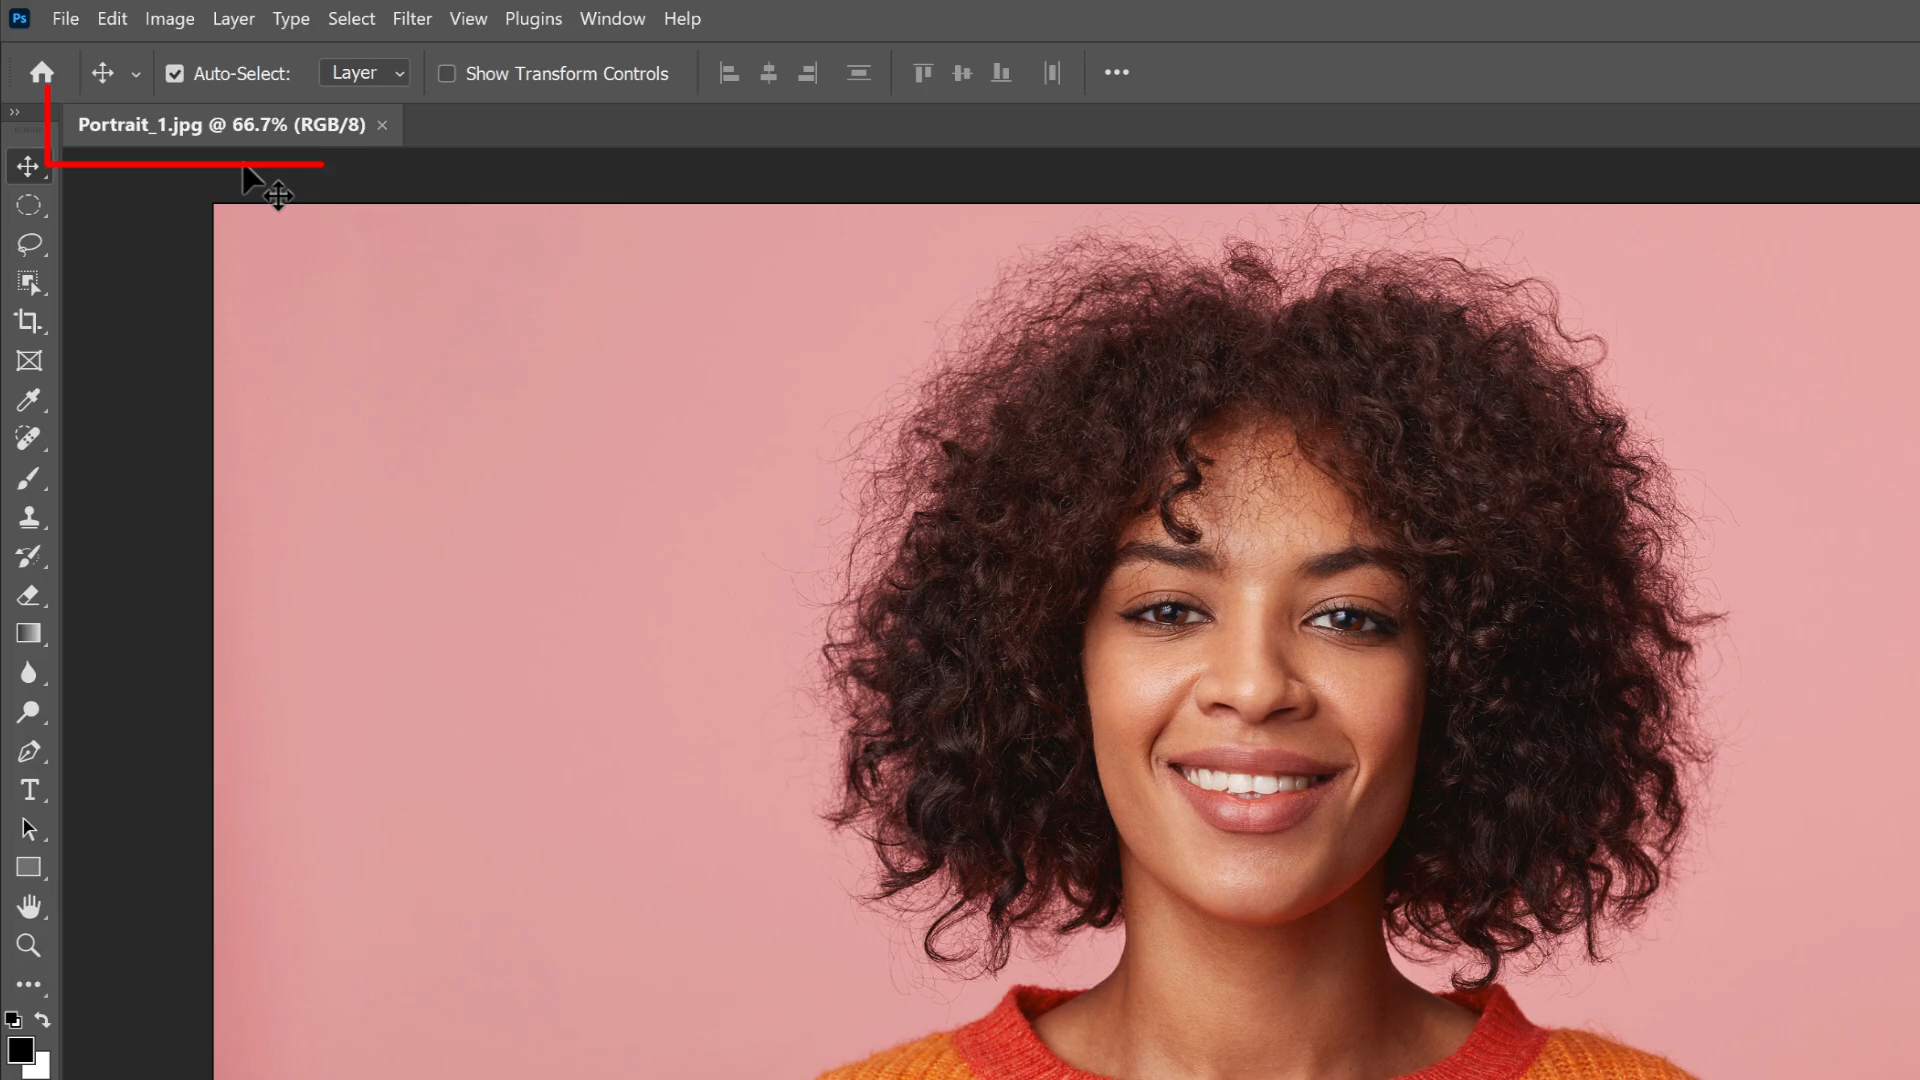 Ps File Edit Image Layer Type Select Filter View Plugins Window Help
Auto-Select: Layer Show Transform Controls
Portrait_1.jpg @ 66.7% (RGB/8)